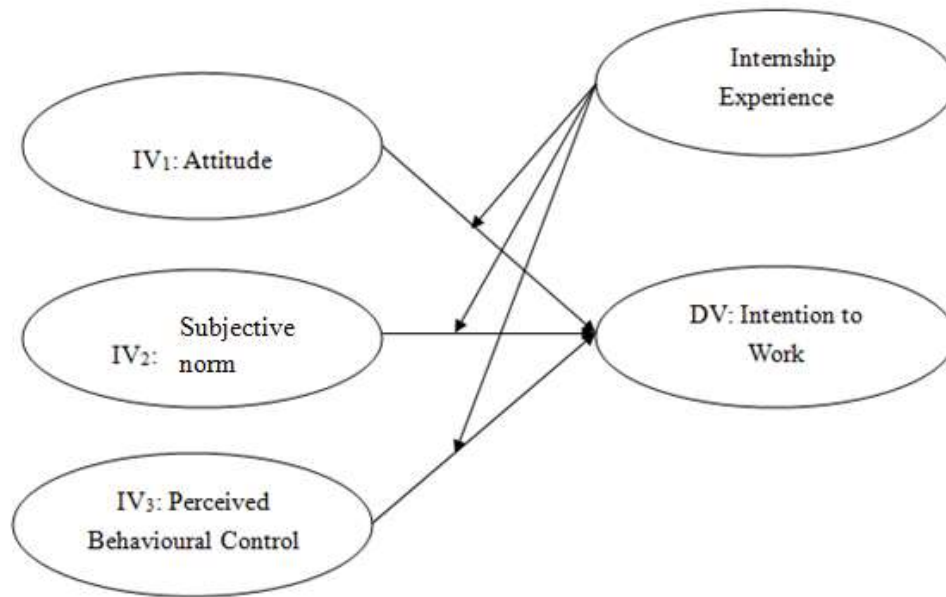 Internship
Experience
IV₁: Attitude
DV: Intention to
Work
IV₂: Subjective
norm
IV₃: Perceived
Behavioural Control